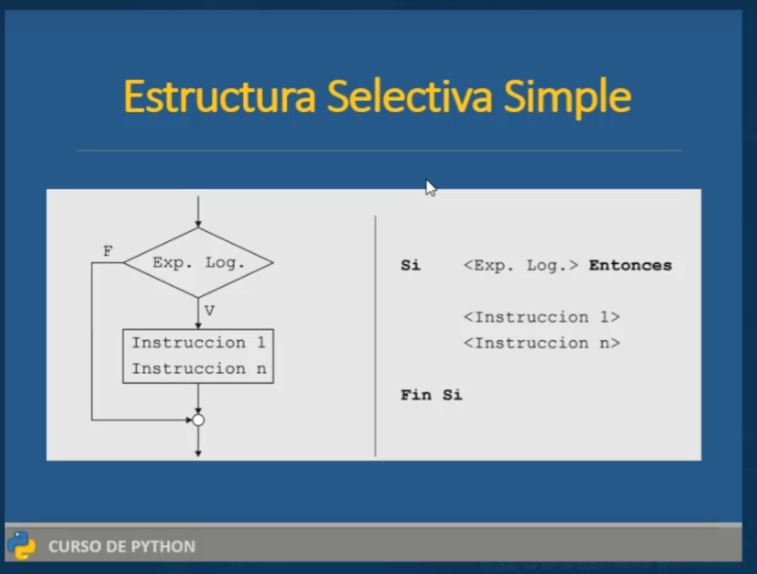 Estructura Selectiva Simple
F
Exp. Log.
V
Instruccion 1
Instruccion n
Si <Exp. Log.> Entonces
<Instruccion 1>
<Instruccion n>
Fin Si
CURSO DE PYTHON